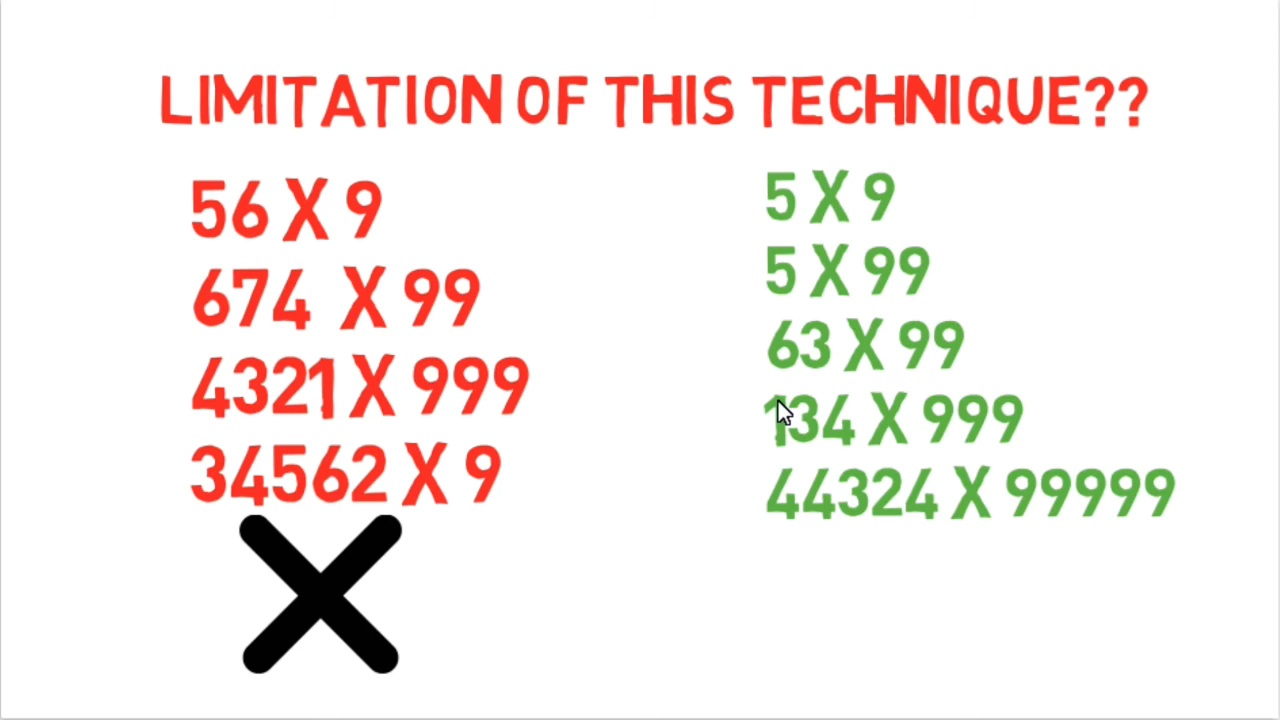 LIMITATION OF THIS TECHNIQUE??
56 X 9
674 X 99
4321 X 999
34562 X 9
5 X 9
5 X 99
63 X 99
134 X 999
44324 X 99999